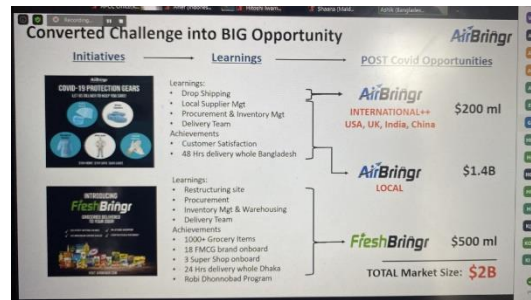 Recording...
Converted Challenge into BIG Opportunity
AirBringr
Initiatives
Learnings
POST Covid Opportunities
AirBringr
COVID-19 PROTECTION GEARS
Learnings:
• Drop Shipping
• Local Supplier Mgt
• Procurement & Inventory Mgt
• Delivery Team
Achievements
• Customer Satisfaction
• 48 Hrs delivery whole Bangladesh
AirBringr
INTERNATIONAL++
USA, UK, India, China
$200 ml
AirBringr
LOCAL
$1.4B
INTRODUCING
FreshBringr
Learnings:
• Restructuring site
• Procurement
• Inventory Mgt & Warehousing
• Delivery Team
Achievements
• 1000+ Grocery Items
• 18 FMCG brand onboard
• 3 Super Shop onboard
• 24 Hrs delivery whole Dhaka
• Robi Dhonnobad Program
FreshBringr
$500 ml
TOTAL Market Size: $2B